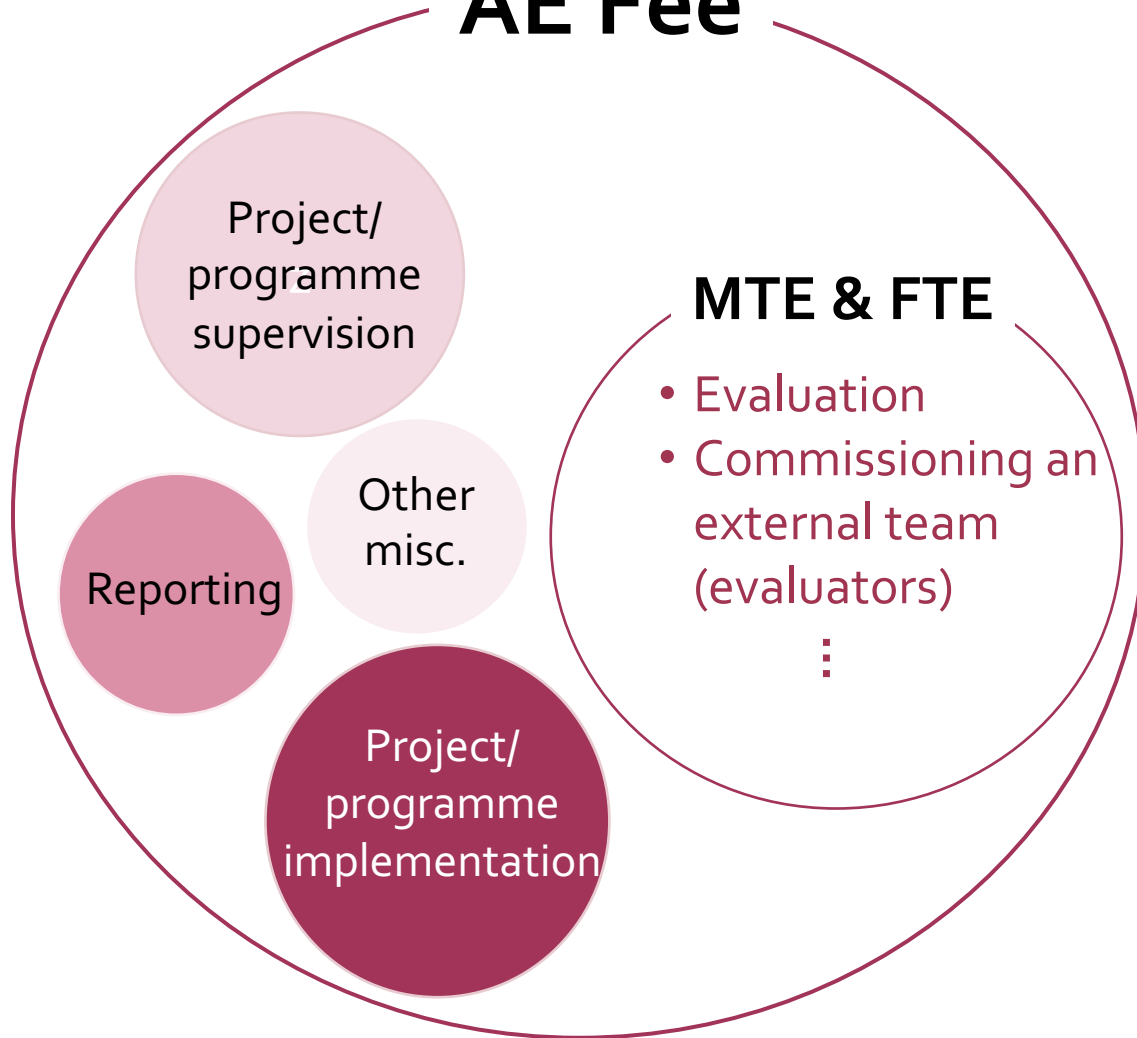 AE Fee
Project/
programme
supervision
MTE & FTE
• Evaluation
• Commissioning an
external team
(evaluators)
⋮
Other
misc.
Reporting
Project/
programme
implementation